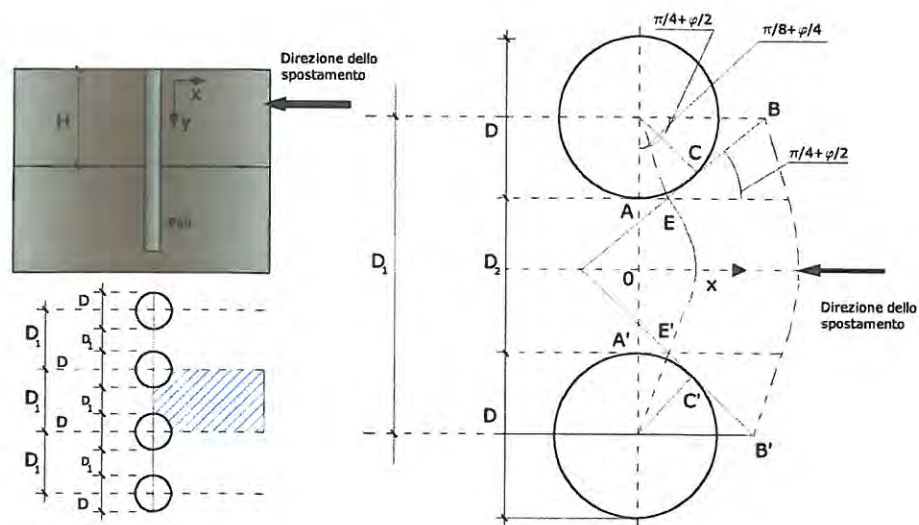 Direzione dello
spostamento
H
x
y
Pali
D
D₁
D
D₁
D₁
D
D₁
D
D₁
D₁
D
π/4+φ/2
π/8+φ/4
D
B
C
π/4+φ/2
A
E
D₁
D₂
O
x
Direzione dello
spostamento
E'
A'
C'
D
B'